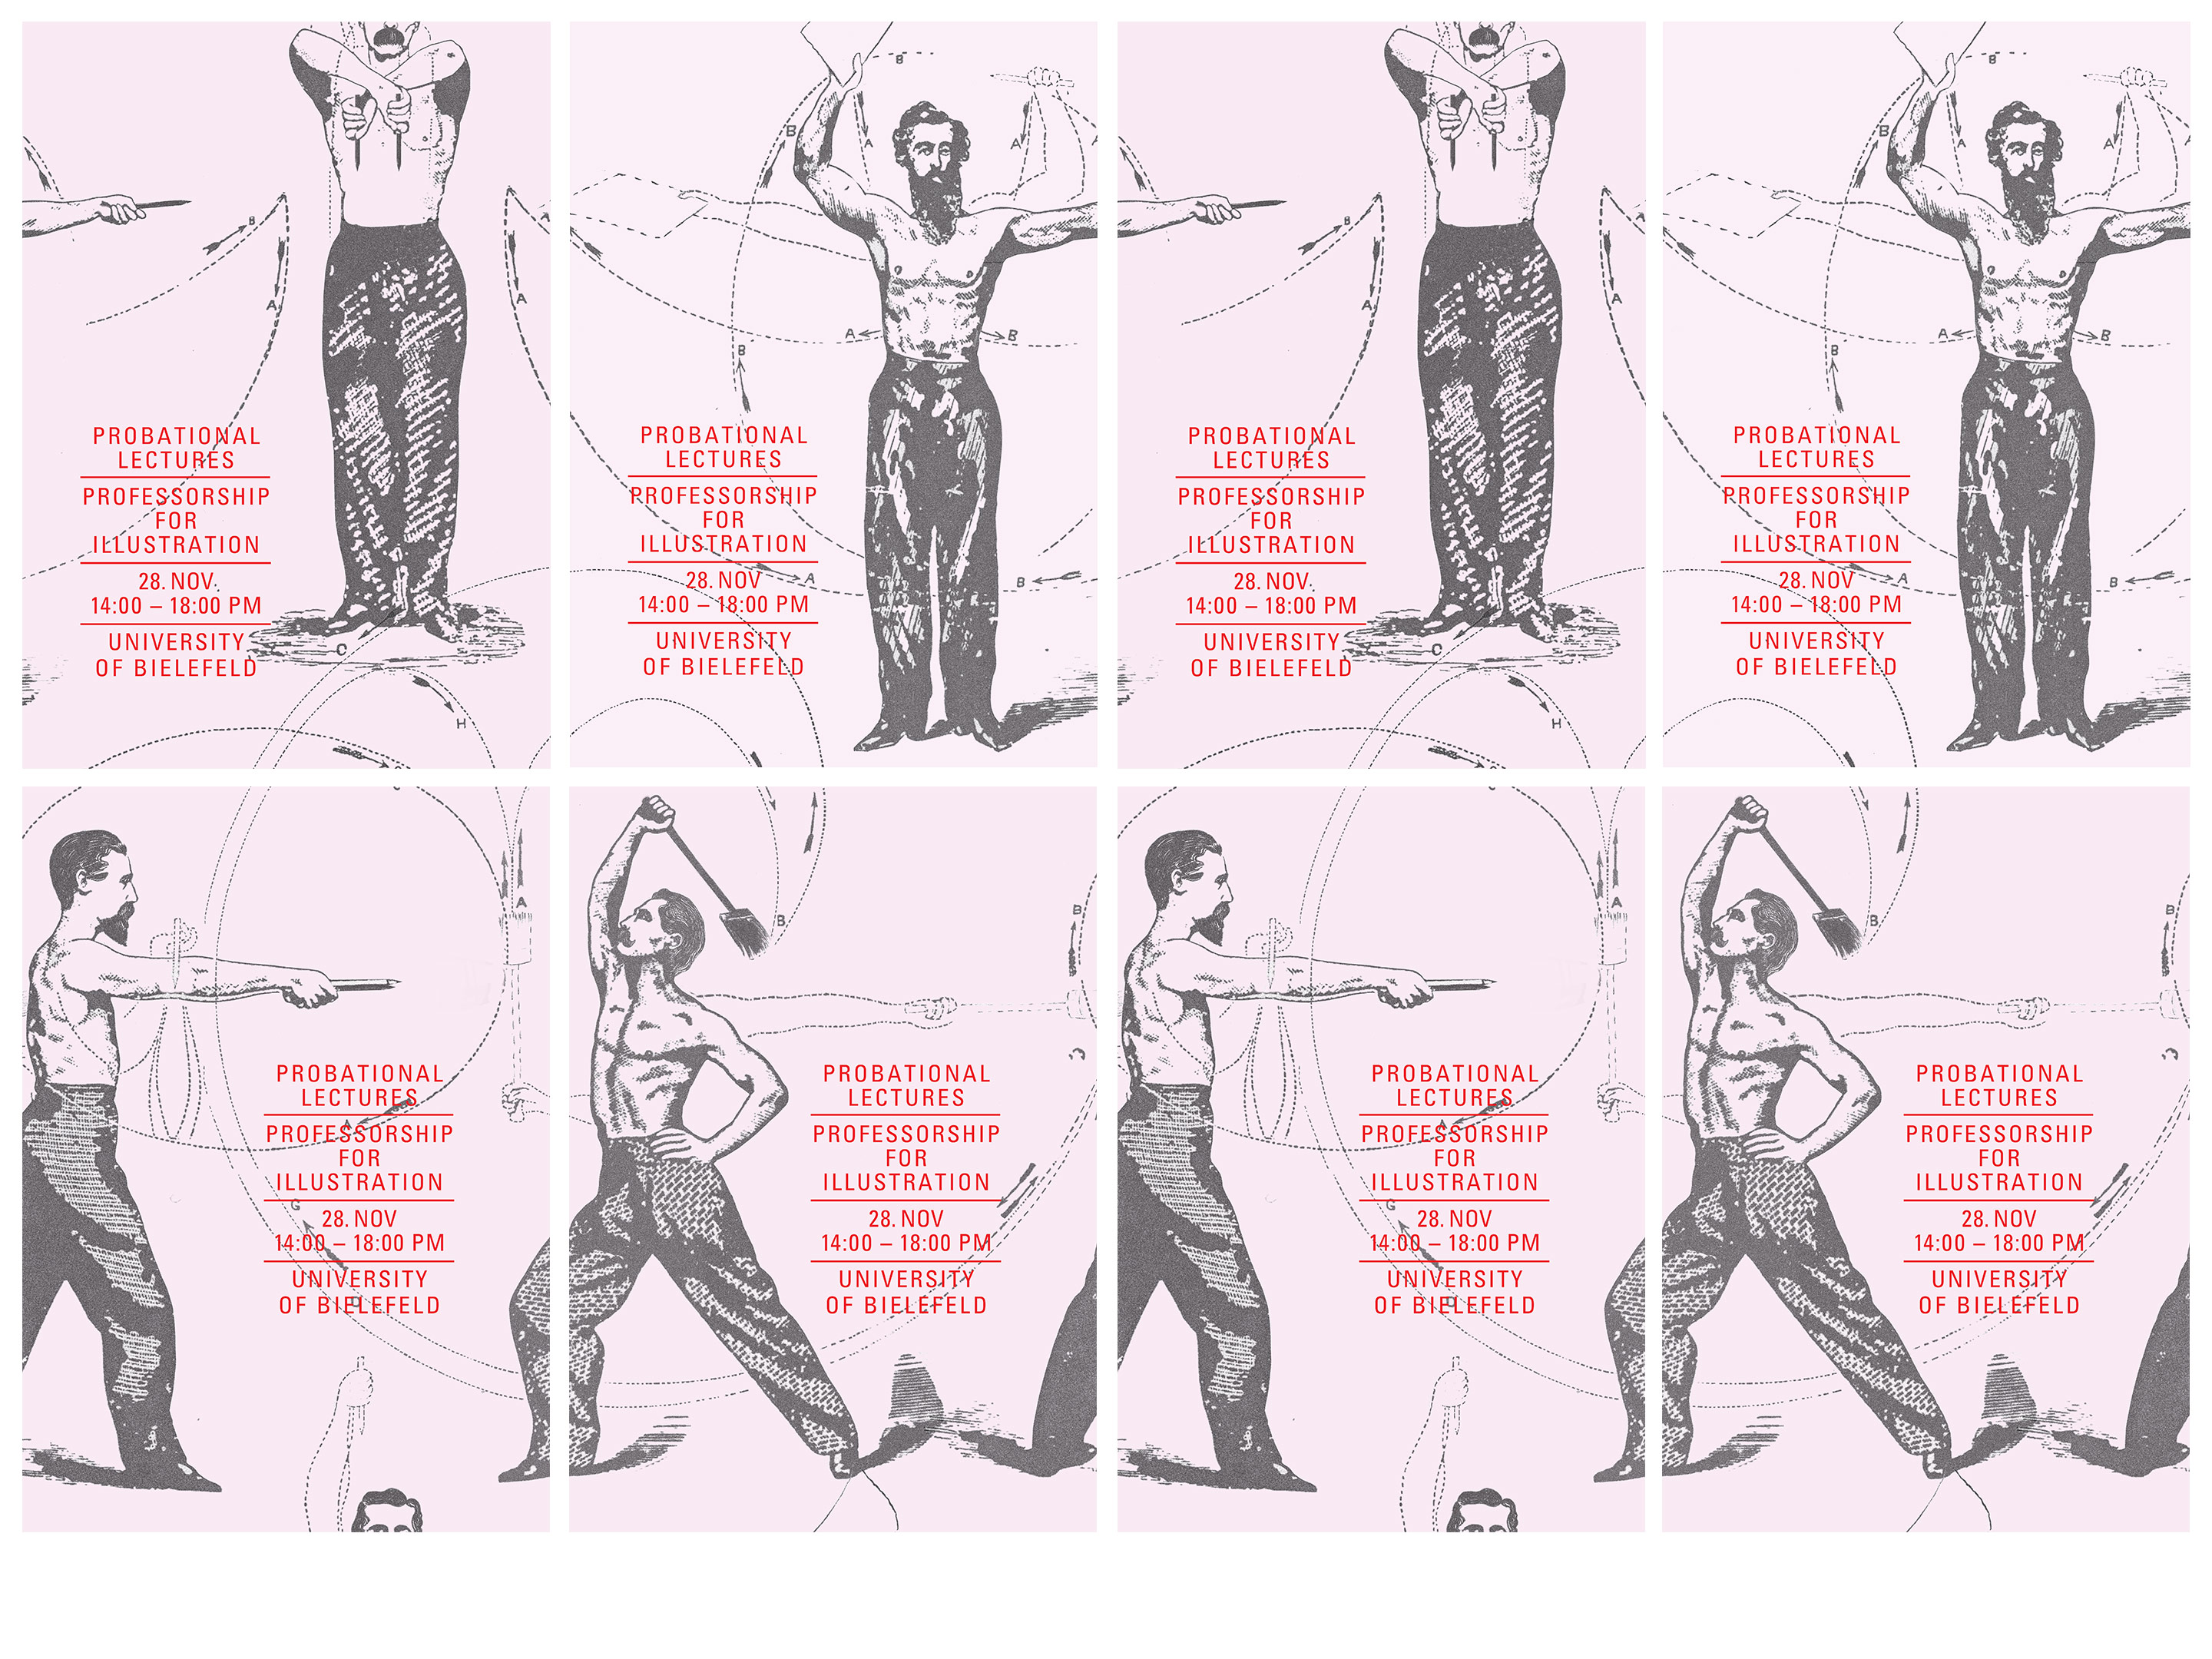 B
A
B
A
C
H
PROBATIONAL
LECTURES
PROFESSORSHIP
FOR
ILLUSTRATION
28. NOV.
14:00 – 18:00 PM
UNIVERSITY
OF BIELEFELD
B
B
A
A
A
A
B
B
A
B
PROBATIONAL
LECTURES
PROFESSORSHIP
FOR
ILLUSTRATION
28. NOV
14:00 – 18:00 PM
UNIVERSITY
OF BIELEFELD
B
A
A
C
H
PROBATIONAL
LECTURES
PROFESSORSHIP
FOR
ILLUSTRATION
28. NOV.
14:00 – 18:00 PM
UNIVERSITY
OF BIELEFELD
B
B
A
A
A
A
B
B
A
B
PROBATIONAL
LECTURES
PROFESSORSHIP
FOR
ILLUSTRATION
28. NOV
14:00 – 18:00 PM
UNIVERSITY
OF BIELEFELD
A
G
PROBATIONAL
LECTURES
PROFESSORSHIP
FOR
ILLUSTRATION
28. NOV
14:00 – 18:00 PM
UNIVERSITY
OF BIELEFELD
B
B
PROBATIONAL
LECTURES
PROFESSORSHIP
FOR
ILLUSTRATION
28. NOV
14:00 – 18:00 PM
UNIVERSITY
OF BIELEFELD
A
G
PROBATIONAL
LECTURES
PROFESSORSHIP
FOR
ILLUSTRATION
28. NOV
14:00 – 18:00 PM
UNIVERSITY
OF BIELEFELD
B
B
PROBATIONAL
LECTURES
PROFESSORSHIP
FOR
ILLUSTRATION
28. NOV
14:00 – 18:00 PM
UNIVERSITY
OF BIELEFELD